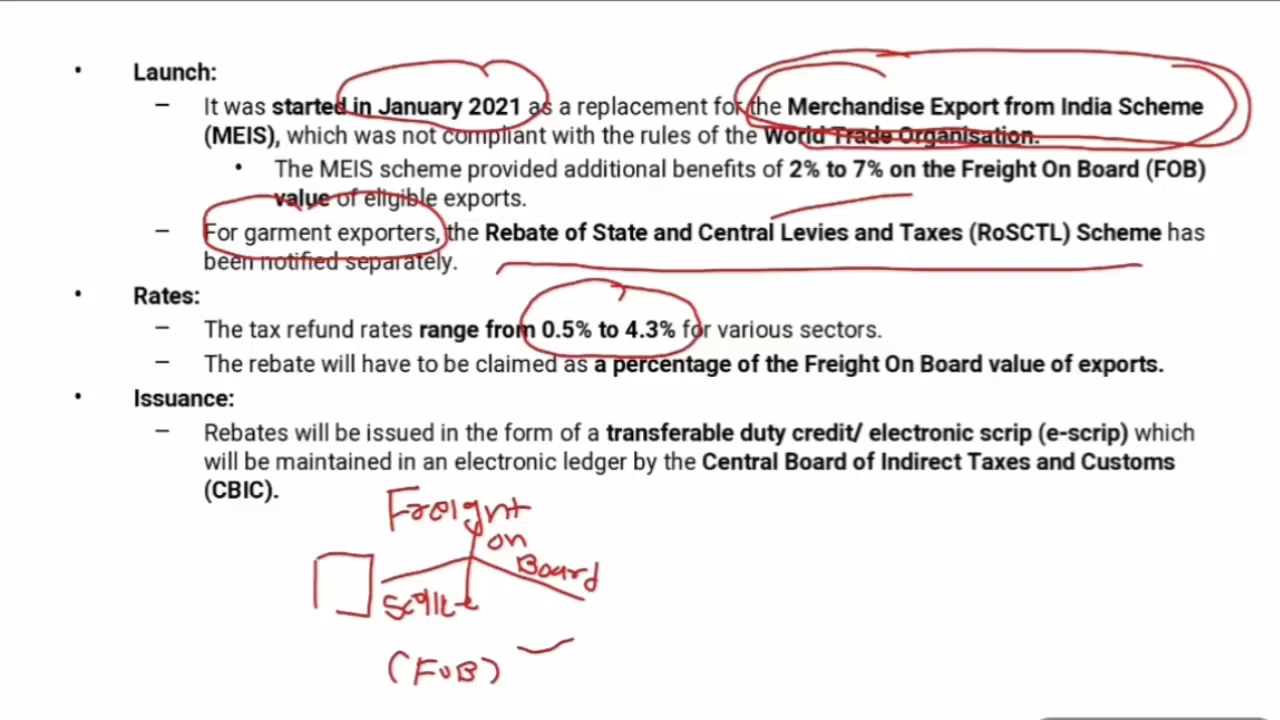 • Launch:
– It was started in January 2021 as a replacement for the Merchandise Export from India Scheme
(MEIS), which was not compliant with the rules of the World Trade Organisation.
• The MEIS scheme provided additional benefits of 2% to 7% on the Freight On Board (FOB)
value of eligible exports.
– For garment exporters, the Rebate of State and Central Levies and Taxes (RoSCTL) Scheme has
been notified separately.
• Rates:
– The tax refund rates range from 0.5% to 4.3% for various sectors.
– The rebate will have to be claimed as a percentage of the Freight On Board value of exports.
• Issuance:
– Rebates will be issued in the form of a transferable duty credit/ electronic scrip (e-scrip) which
will be maintained in an electronic ledger by the Central Board of Indirect Taxes and Customs
(CBIC).
Freight
on
Board
(FOB)